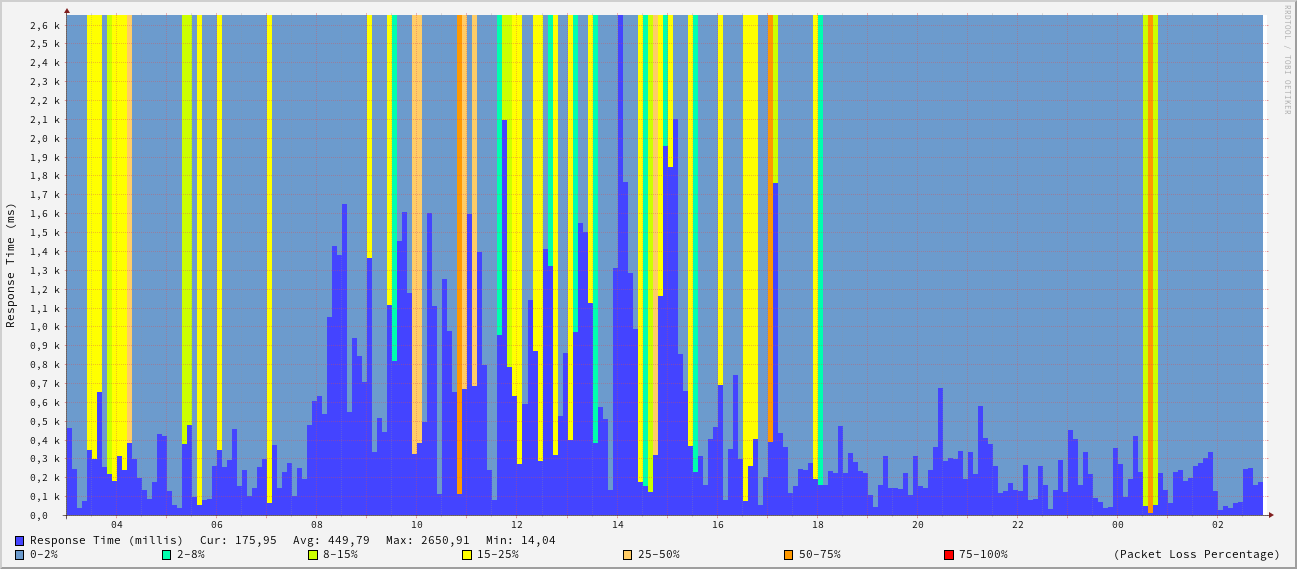 RRDTOOL / TOBI OETIKER
Response Time (ms)
2,6 k
2,5 k
2,4 k
2,3 k
2,2 k
2,1 k
2,0 k
1,9 k
1,8 k
1,7 k
1,6 k
1,5 k
1,4 k
1,3 k
1,2 k
1,1 k
1,0 k
0,9 k
0,8 k
0,7 k
0,6 k
0,5 k
0,4 k
0,3 k
0,2 k
0,1 k
0,0
04 06 08 10 12 14 16 18 20 22 00 02
Response Time (millis) Cur: 175,95 Avg: 449,79 Max: 2650,91 Min: 14,04
0-2% 2-8% 8-15% 15-25% 25-50% 50-75% 75-100% (Packet Loss Percentage)